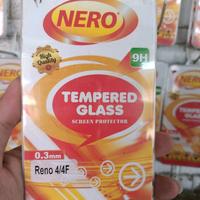 NERO
High
Quality
9H
TEMPERED
GLASS
SCREEN PROTECTOR
0.3mm
Reno 4/4F